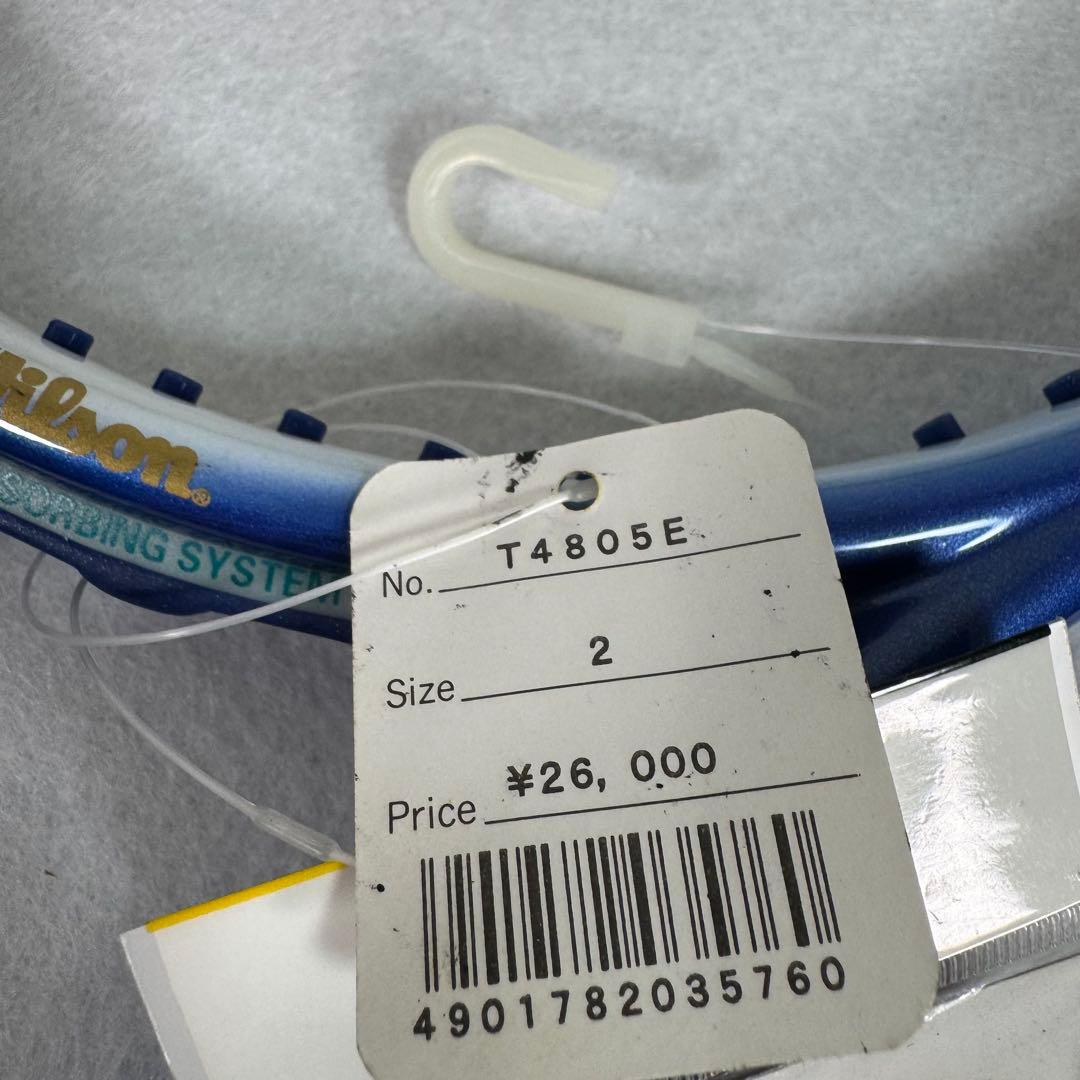 Wilson®
SORBING SYSTEM
No. T4805E
Size 2
Price ¥26,000
4901782035760